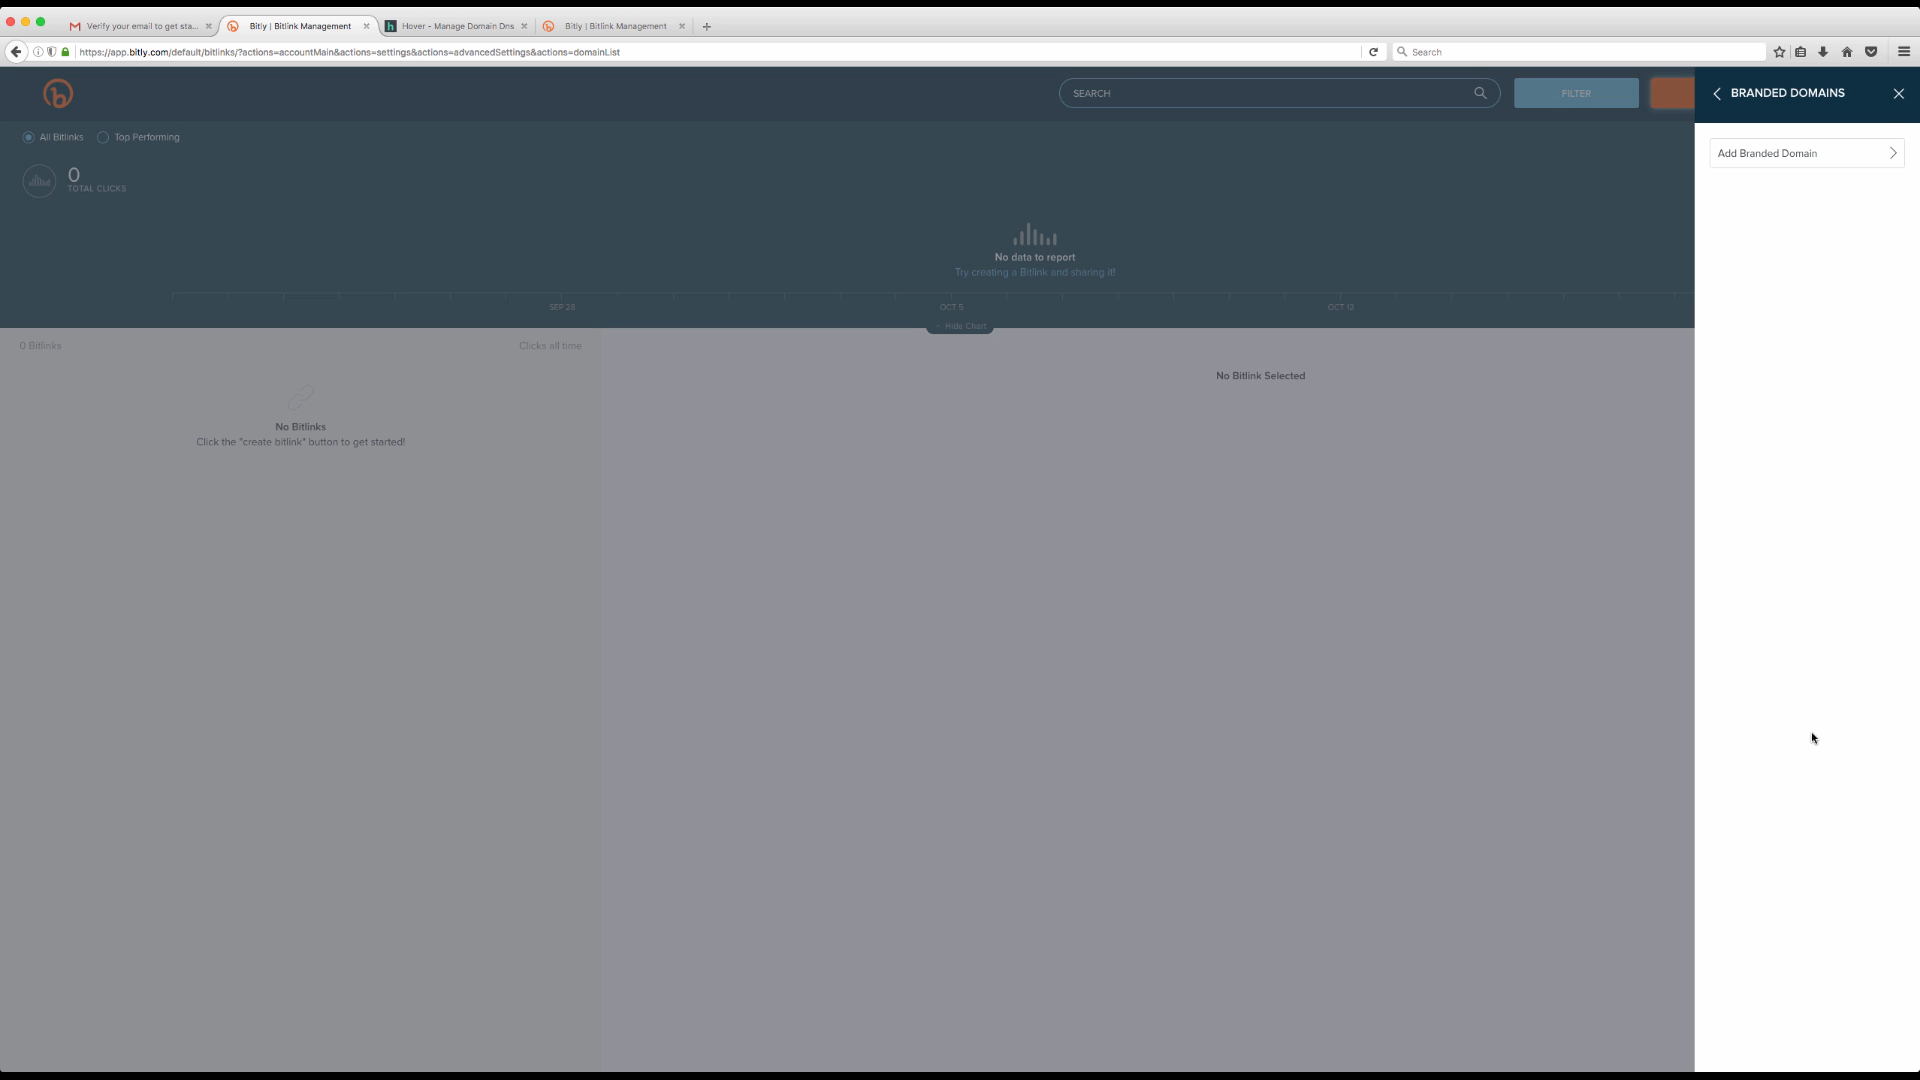 Verify your email to get sta...
Bitly | Bitlink Management
Hover - Manage Domain Dns
Bitly | Bitlink Management
https://app.bitly.com/default/bitlinks/?actions=accountMain&actions=settings&actions=advancedSettings&actions=domainList
Search
SEARCH
FILTER
BRANDED DOMAINS
All Bitlinks
Top Performing
Add Branded Domain
0
TOTAL CLICKS
No data to report
Try creating a Bitlink and sharing it!
SEP 28
OCT 5
OCT 12
Hide Chart
0 Bitlinks
Clicks all time
No Bitlink Selected
No Bitlinks
Click the "create bitlink" button to get started!